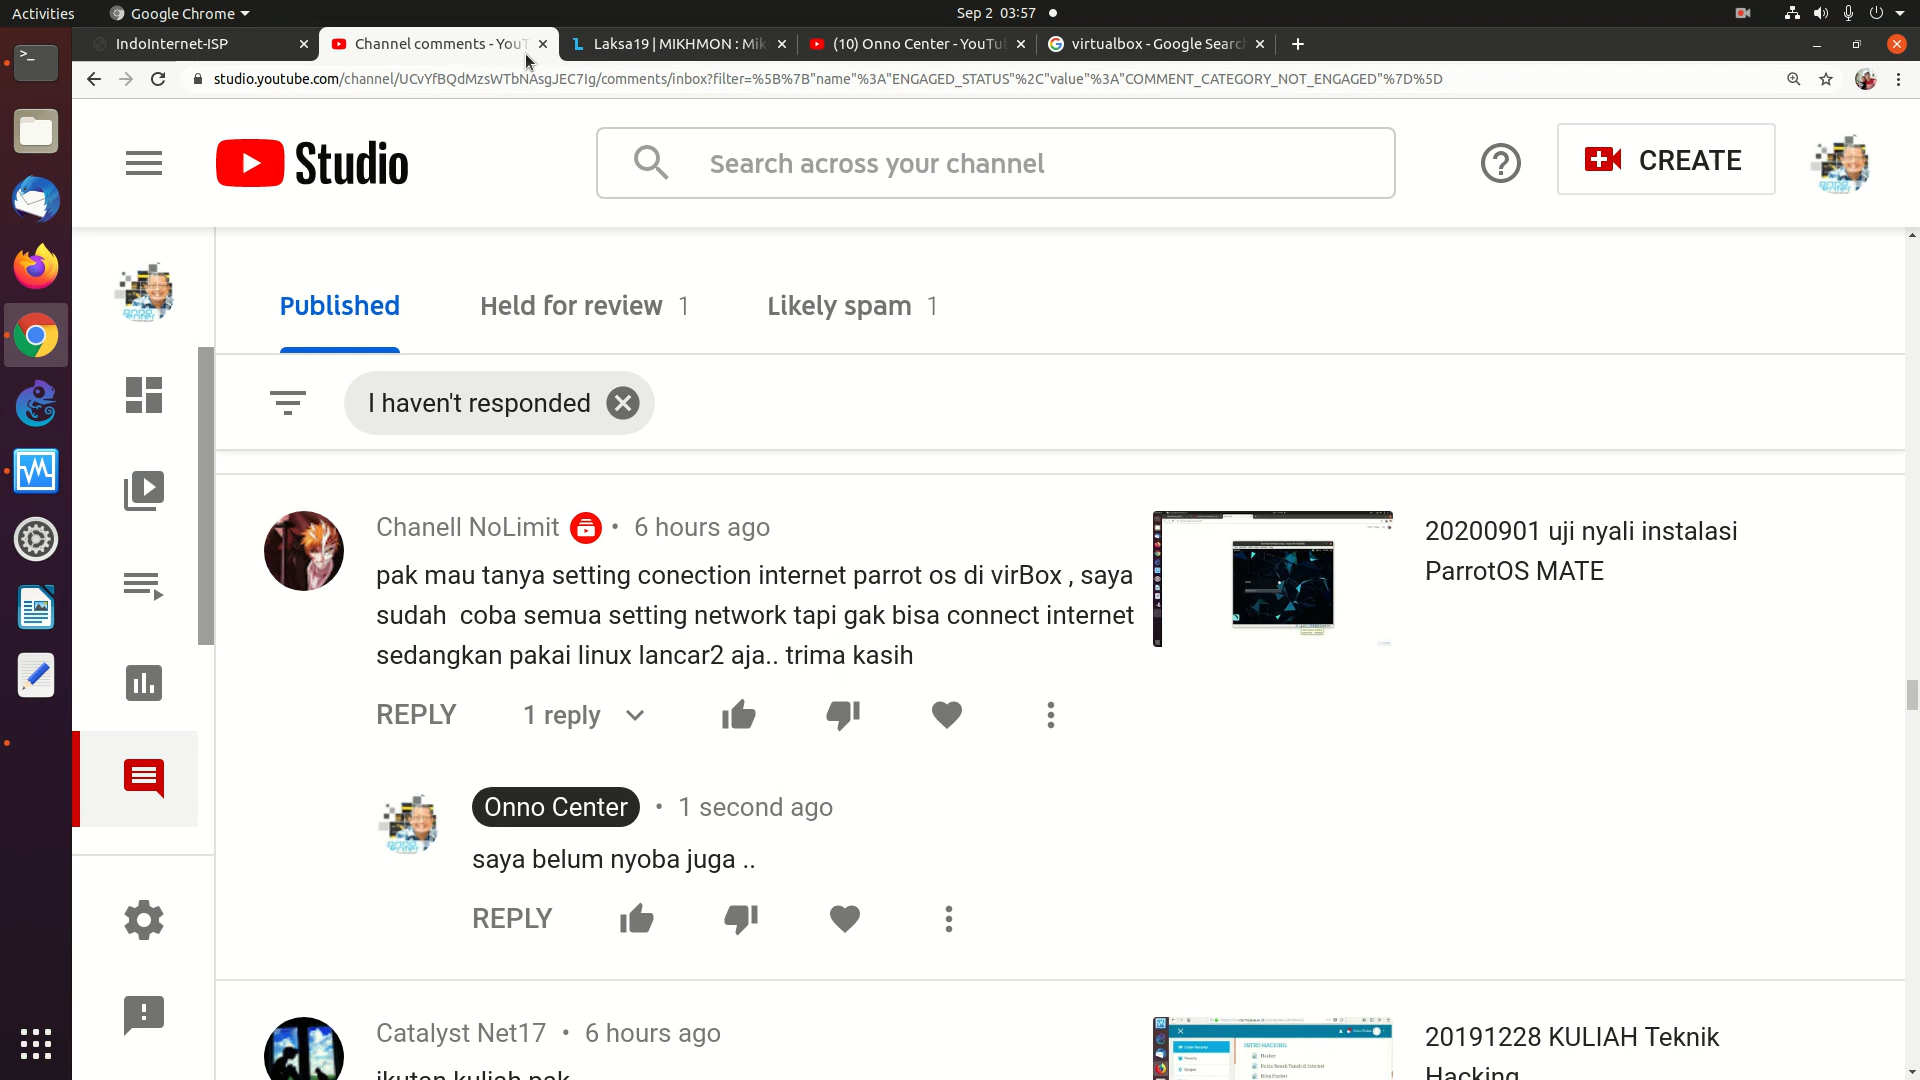 Activities
Google Chrome
Sep 2 03:57
IndoInternet-ISP
Channel comments - YouT
Laksa19 | MIKHMON : Mik
(10) Onno Center - YouTu
virtualbox - Google Searc
studio.youtube.com/channel/UCvYfBQdMzsWTbNAsgJEC7Ig/comments/inbox?filter=%5B%7B"name"%3A"ENGAGED_STATUS"%2C"value"%3A"COMMENT_CATEGORY_NOT_ENGAGED"%7D%5D
Studio
Search across your channel
CREATE
Published
Held for review 1
Likely spam 1
I haven't responded
Chanell NoLimit • 6 hours ago
pak mau tanya setting conection internet parrot os di virBox , saya
sudah coba semua setting network tapi gak bisa connect internet
sedangkan pakai linux lancar2 aja.. trima kasih
20200901 uji nyali instalasi
ParrotOS MATE
REPLY
1 reply
Onno Center • 1 second ago
saya belum nyoba juga ..
REPLY
Catalyst Net17 • 6 hours ago
ikutan kuliah pak
20191228 KULIAH Teknik
Hacking